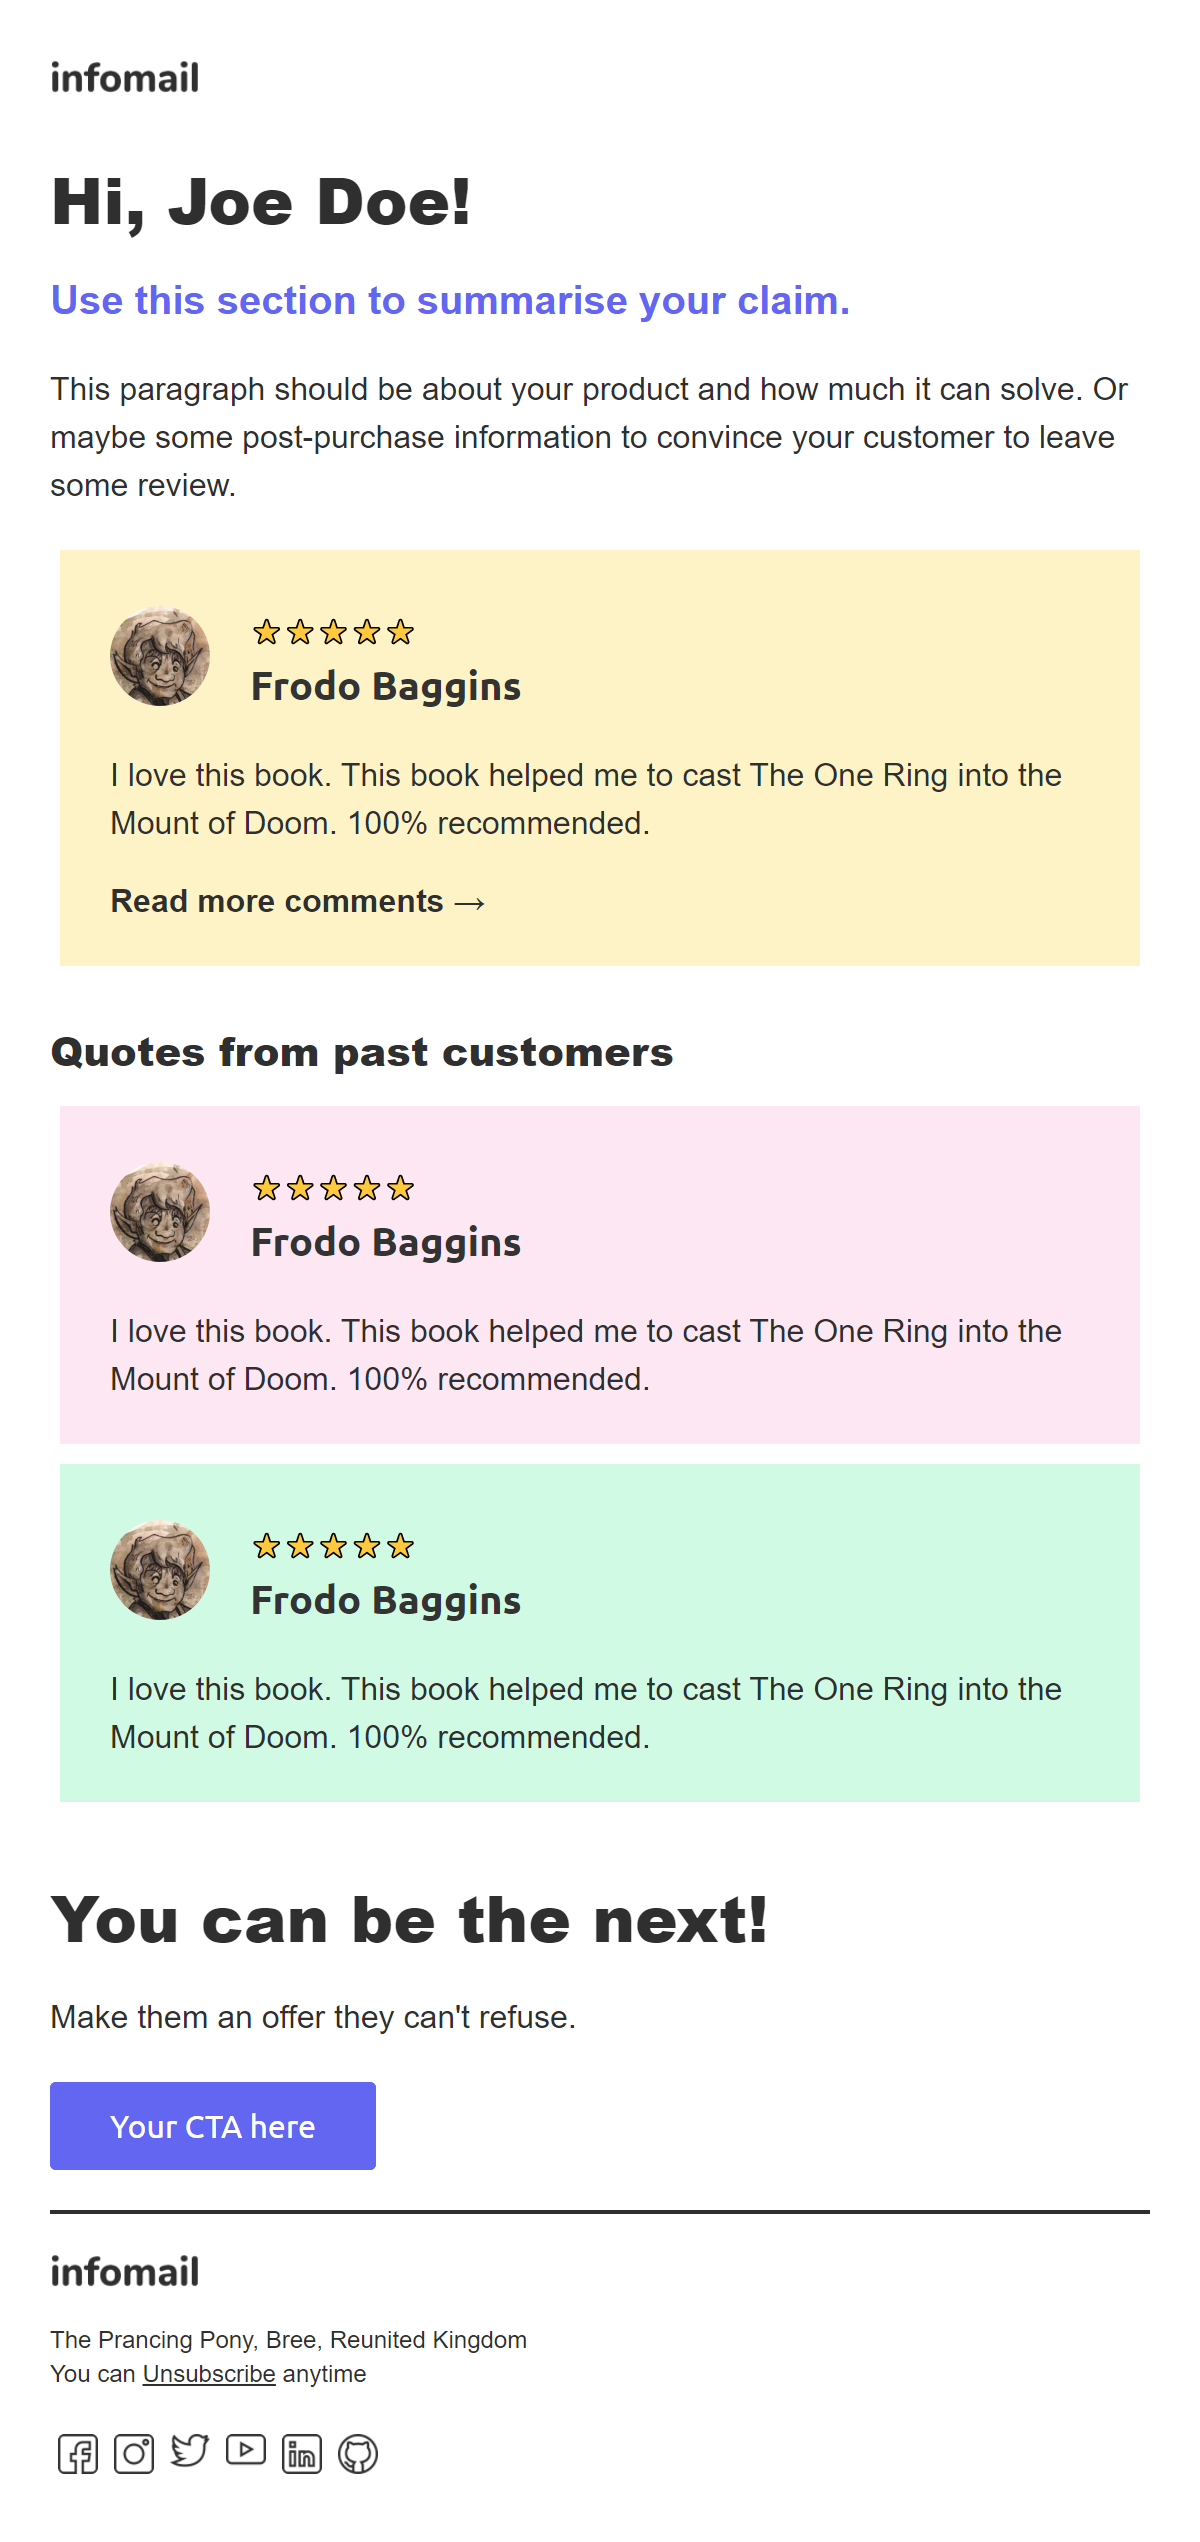 infomail
Hi, Joe Doe!
Use this section to summarise your claim.
This paragraph should be about your product and how much it can solve. Or
maybe some post-purchase information to convince your customer to leave
some review.
Frodo Baggins
I love this book. This book helped me to cast The One Ring into the
Mount of Doom. 100% recommended.
Read more comments →
Quotes from past customers
Frodo Baggins
I love this book. This book helped me to cast The One Ring into the
Mount of Doom. 100% recommended.
Frodo Baggins
I love this book. This book helped me to cast The One Ring into the
Mount of Doom. 100% recommended.
You can be the next!
Make them an offer they can't refuse.
Your CTA here
infomail
The Prancing Pony, Bree, Reunited Kingdom
You can Unsubscribe anytime